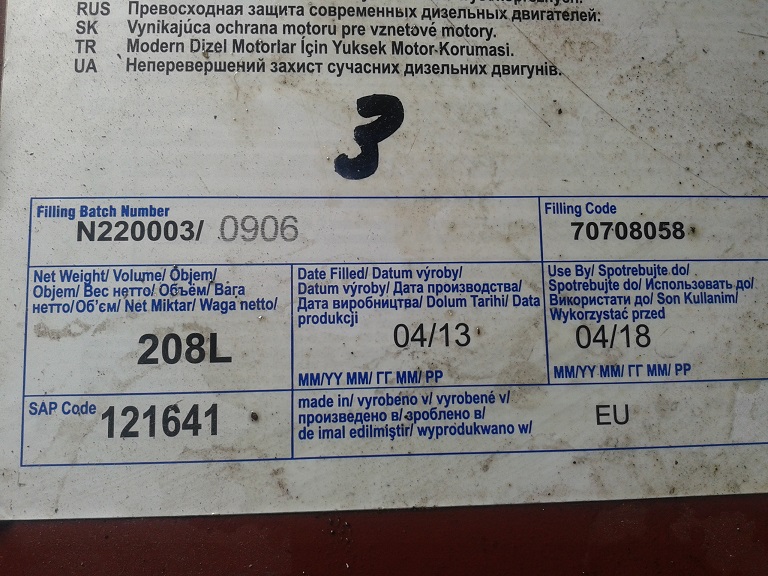 RUS Превосходная защита современных дизельных двигателей:
SK Vynikajúca ochrana motoru pre vznetové motory.
TR Modern Dizel Motorlar İçin Yuksek Motor Korumasi.
UA Неперевершений захист сучасних дизельних двигунів.
3
Filling Batch Number
N220003/ 0906
Filling Code
70708058
Net Weight/ Volume/ Objem/
Objem/ Вес нетто/ Объём/ Вага
нетто/Об'єм/ Net Miktar/ Waga netto/
208L
Date Filled/ Datum výroby/
Datum výroby/ Дата производства/
Дата виробництва/ Dolum Tarihi/ Data
produkcji
04/13
MM/YY MM/ ГГ MM/ PP
Use By/ Spotrebujte do/
Spotřebujte do/ Использовать до/
Використати до/ Son Kullanim/
Wykorzystać przed
04/18
MM/YY MM/ ГГ MM/ PP
SAP Code
121641
made in/ vyrobeno v/ vyrobené v/
произведено в/ зроблено в/
de imal edilmiştir/ wyprodukwano w/
EU